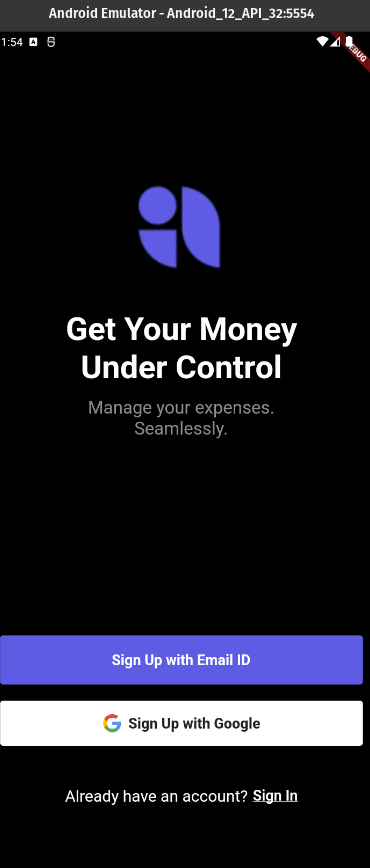 Android Emulator - Android_12_API_32:5554
1:54 A
Get Your Money
Under Control
Manage your expenses.
Seamlessly.
Sign Up with Email ID
Sign Up with Google
Already have an account? Sign In